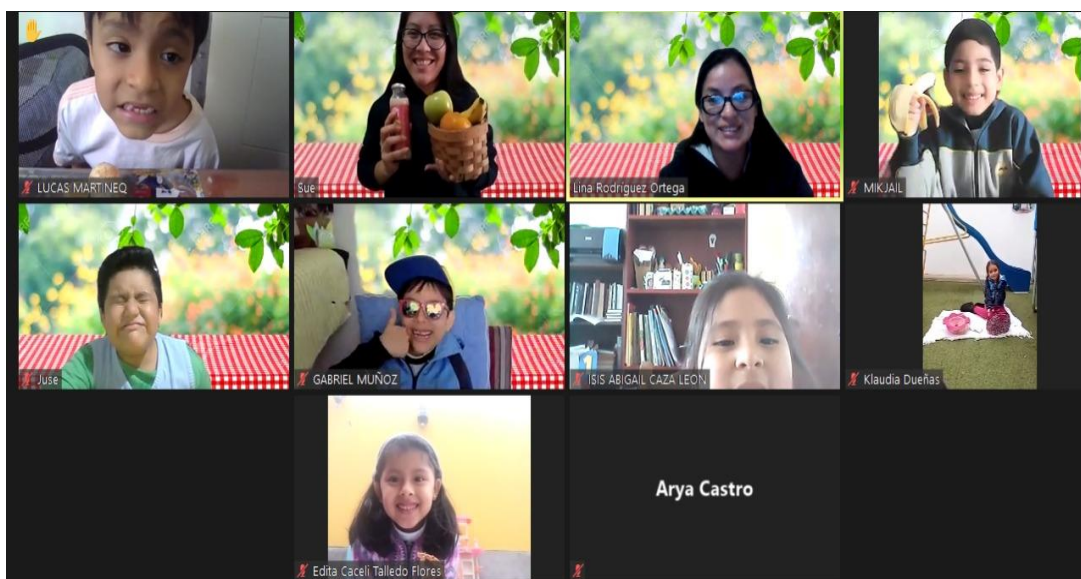 LUCAS MARTINEQ
Sue
Lina Rodriguez Ortega
MIKJAIL
Juse
GABRIEL MUÑOZ
ISIS ABIGAIL CAZA LEON
Klaudia Dueñas
Edita Caceli Talledo Flores
Arya Castro